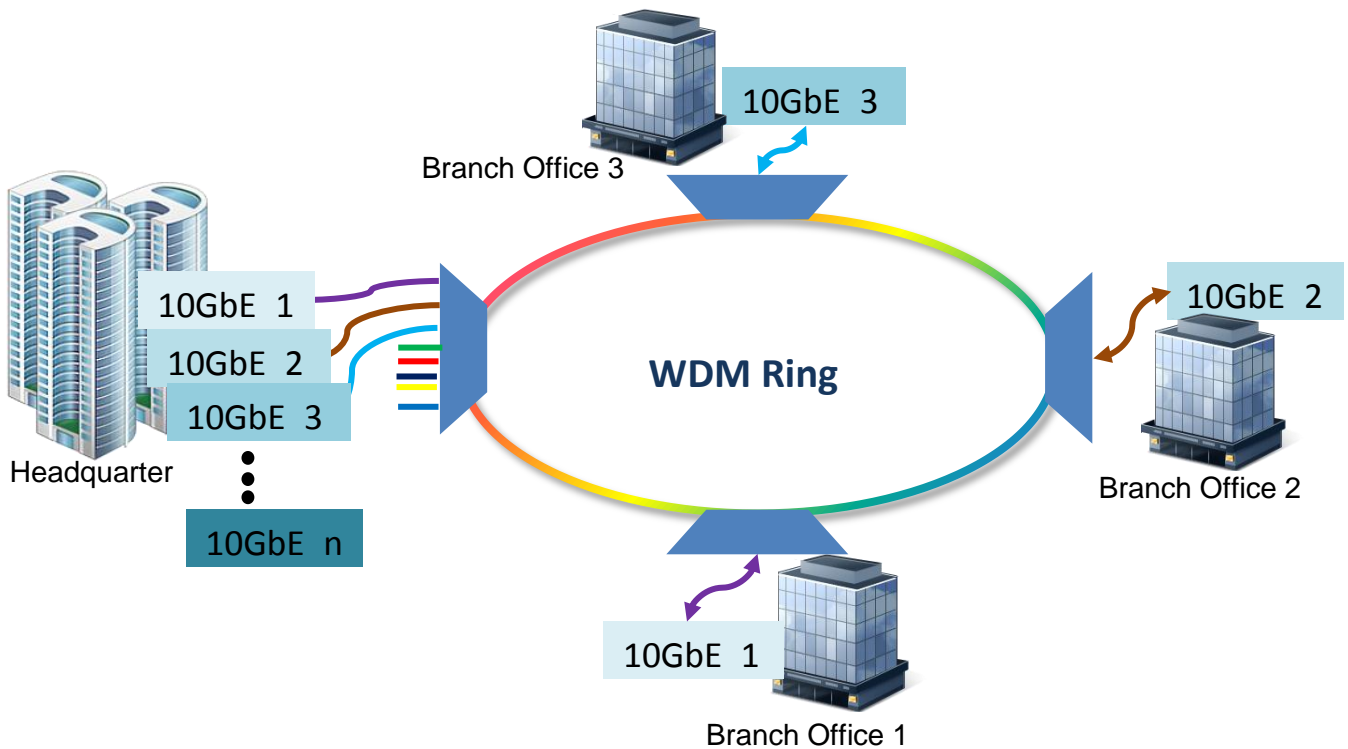 10GbE 3
Branch Office 3
10GbE 1
10GbE 2
10GbE 3
Headquarter
10GbE n
WDM Ring
10GbE 2
Branch Office 2
10GbE 1
Branch Office 1